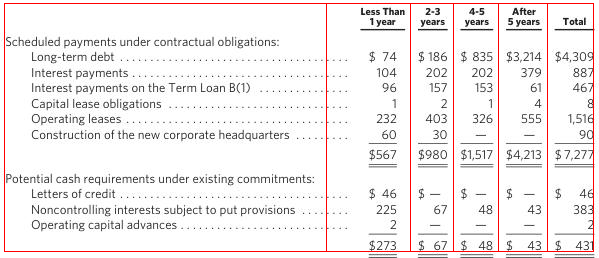 Less Than 1 year 2-3 years 4-5 years After 5 years Total
Scheduled payments under contractual obligations:
Long-term debt $ 74 $ 186 $ 835 $3,214 $4,309
Interest payments 104 202 202 379 887
Interest payments on the Term Loan B(1) 96 157 153 61 467
Capital lease obligations 1 2 1 4 8
Operating leases 232 403 326 555 1,516
Construction of the new corporate headquarters 60 30 — — 90
$567 $980 $1,517 $4,213 $ 7,277
Potential cash requirements under existing commitments:
Letters of credit $ 46 $ — $ — $ — $ 46
Noncontrolling interests subject to put provisions 225 67 48 43 383
Operating capital advances 2 — — — 2
$273 $ 67 $ 48 $ 43 $ 431